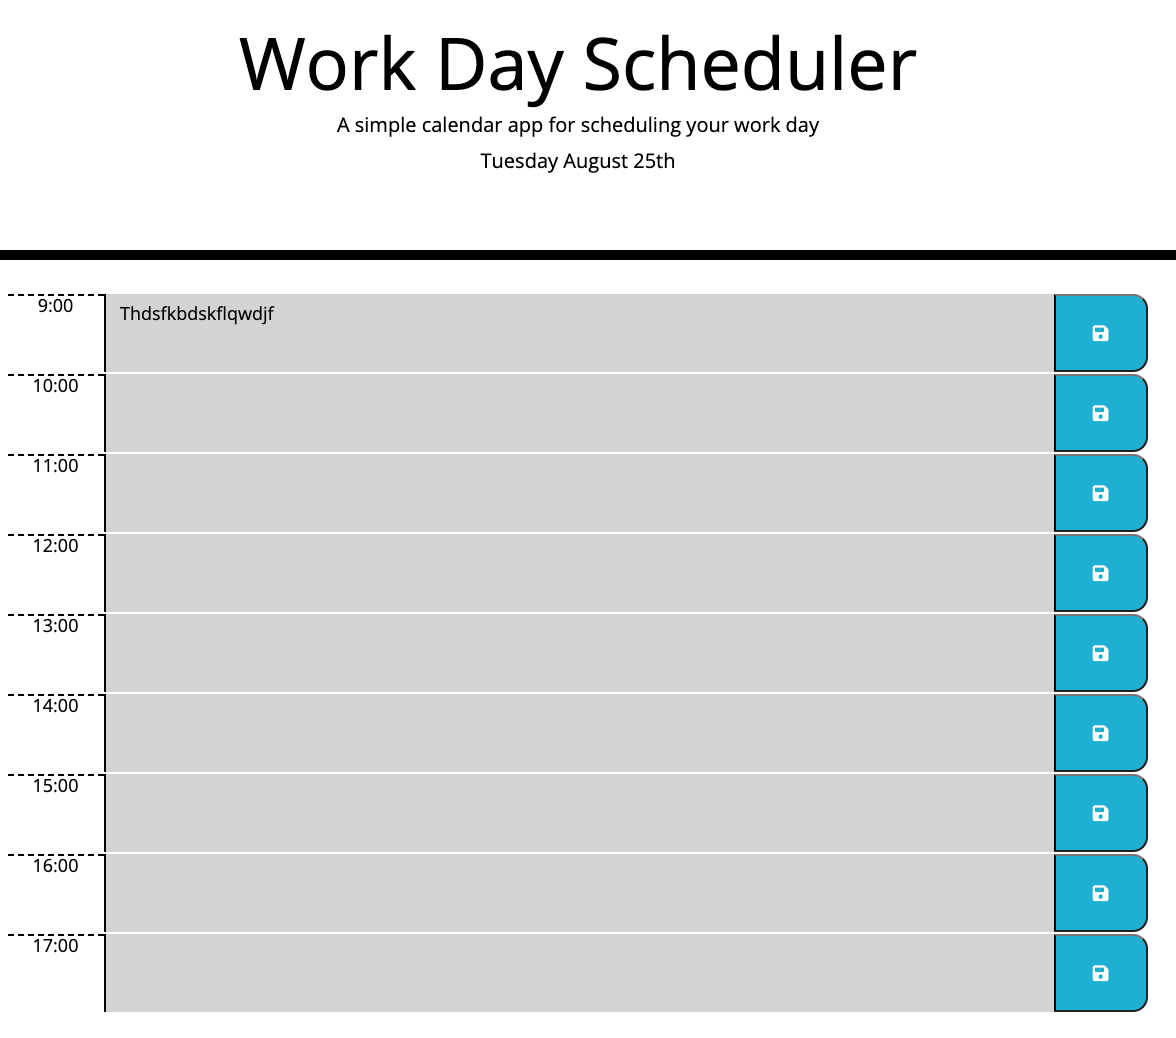 Work Day Scheduler
A simple calendar app for scheduling your work day
Tuesday August 25th
9:00
Thdsfkbdskflqwdjf
10:00
11:00
12:00
13:00
14:00
15:00
16:00
17:00